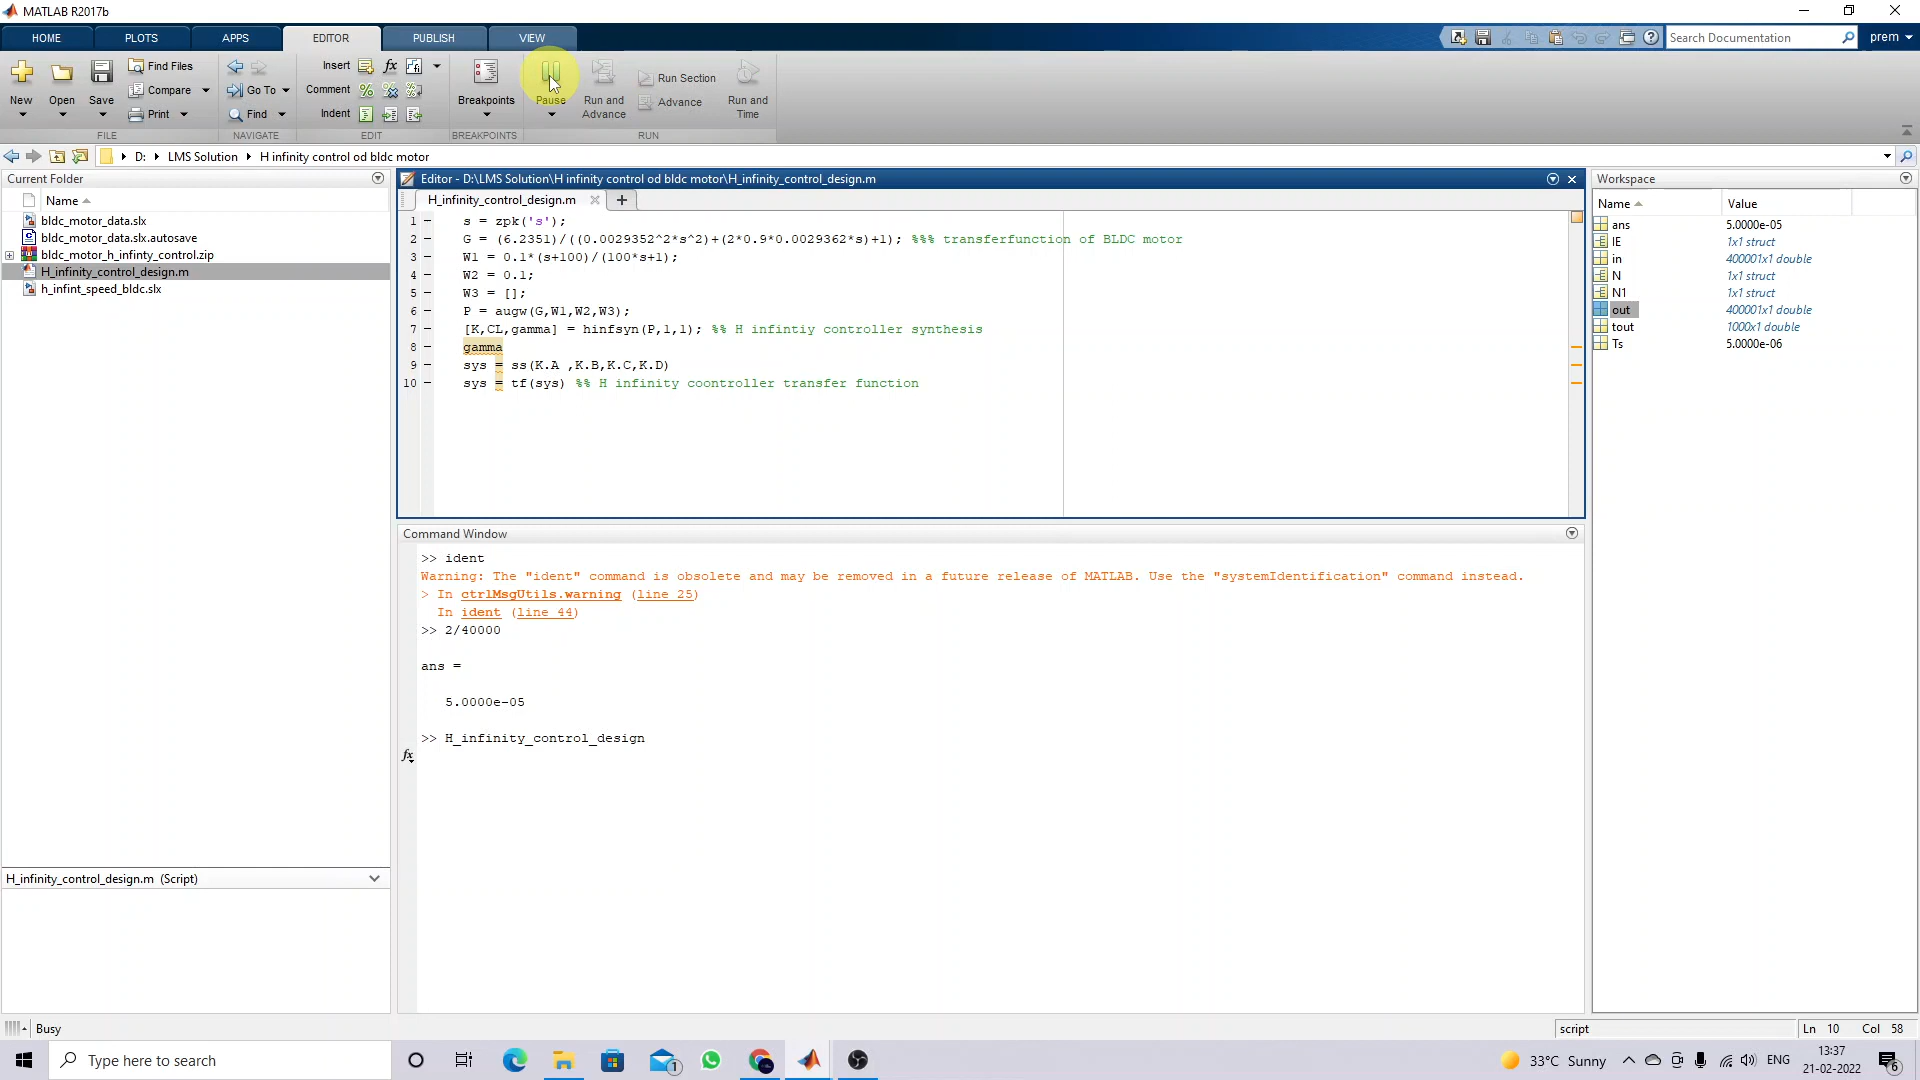 MATLAB R2017b
HOME PLOTS APPS EDITOR PUBLISH VIEW
Search Documentation
prem
New Open Save
Find Files
Compare
Print
FILE
Go To
Find
NAVIGATE
Insert fx
Comment
Indent
EDIT
Breakpoints
BREAKPOINTS
Pause
Run and Advance
Run Section
Advance
Run and Time
RUN
D: LMS Solution H infinity control od bldc motor
Current Folder
Name
bldc_motor_data.slx
bldc_motor_data.slx.autosave
bldc_motor_h_infinty_control.zip
H_infinity_control_design.m
h_infint_speed_bldc.slx
H_infinity_control_design.m (Script)
Editor - D:\LMS Solution\H infinity control od bldc motor\H_infinity_control_design.m
H_infinity_control_design.m
1 – s = zpk('s');
2 – G = (6.2351)/((0.0029352^2*s^2)+(2*0.9*0.0029362*s)+1); %%% transferfunction of BLDC motor
3 – W1 = 0.1*(s+100)/(100*s+1);
4 – W2 = 0.1;
5 – W3 = [];
6 – P = augw(G,W1,W2,W3);
7 – [K,CL,gamma] = hinfsyn(P,1,1); %% H infintiy controller synthesis
8 – gamma
9 – sys = ss(K.A ,K.B,K.C,K.D)
10 – sys = tf(sys) %% H infinity coontroller transfer function
Command Window
>> ident
Warning: The "ident" command is obsolete and may be removed in a future release of MATLAB. Use the "systemIdentification" command instead.
> In ctrlMsgUtils.warning (line 25)
In ident (line 44)
>> 2/40000
ans =
5.0000e-05
>> H_infinity_control_design
fx
Workspace
Name Value
ans 5.0000e-05
IE 1x1 struct
in 400001x1 double
N 1x1 struct
N1 1x1 struct
out 400001x1 double
tout 1000x1 double
Ts 5.0000e-06
Busy
script
Ln 10 Col 58
Type here to search
1
33°C Sunny
ENG
13:37
21-02-2022
6